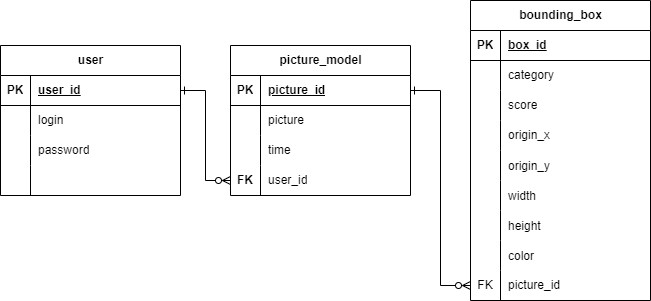 user
PK user_id
login
password
picture_model
PK picture_id
picture
time
FK user_id
bounding_box
PK box_id
category
score
origin_x
origin_y
width
height
color
FK picture_id